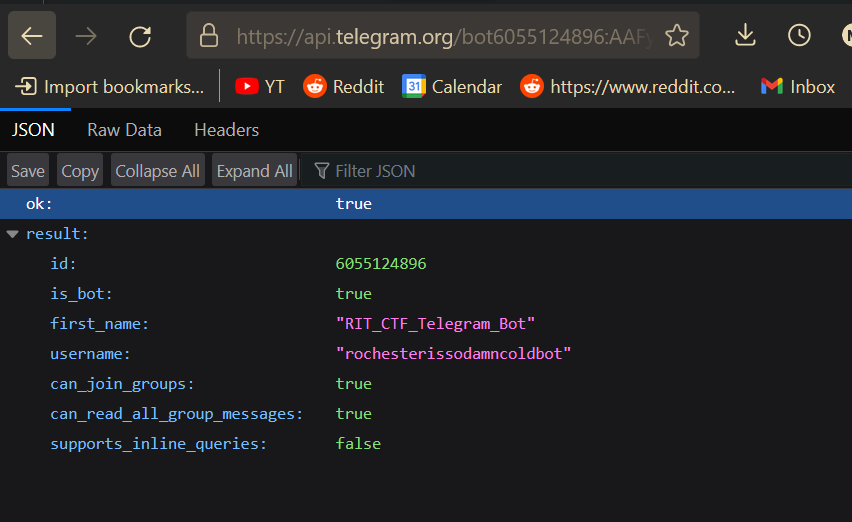 https://api.telegram.org/bot6055124896:AAFy
Import bookmarks... YT Reddit 31 Calendar https://www.reddit.co... Inbox
JSON Raw Data Headers
Save Copy Collapse All Expand All Filter JSON
ok: true
result:
id: 6055124896
is_bot: true
first_name: "RIT_CTF_Telegram_Bot"
username: "rochesterissodamncoldbot"
can_join_groups: true
can_read_all_group_messages: true
supports_inline_queries: false